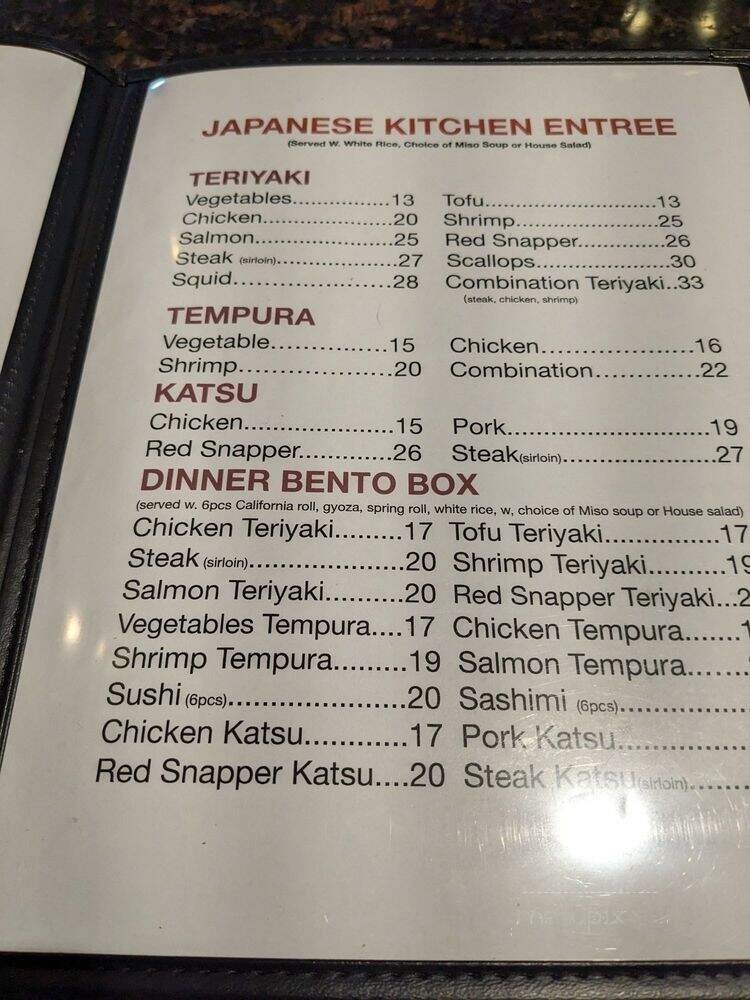 JAPANESE KITCHEN ENTREE
(Served W. White Rice, Choice of Miso Soup or House Salad)
TERIYAKI
Vegetables................13 Tofu............................13
Chicken......................20 Shrimp.......................25
Salmon.......................25 Red Snapper..............26
Steak (sirloin).....................27 Scallops.......................30
Squid..........................28 Combination Teriyaki..33
(steak, chicken, shrimp)
TEMPURA
Vegetable...................15 Chicken.......................16
Shrimp.........................20 Combination...............22
KATSU
Chicken......................15 Pork.............................19
Red Snapper..............26 Steak(sirloin).....................27
DINNER BENTO BOX
(served w. 6pcs California roll, gyoza, spring roll, white rice, w, choice of Miso soup or House salad)
Chicken Teriyaki.........17 Tofu Teriyaki..............17
Steak (sirloin).....................20 Shrimp Teriyaki..........19
Salmon Teriyaki..........20 Red Snapper Teriyaki...2
Vegetables Tempura....17 Chicken Tempura.......1
Shrimp Tempura.........19 Salmon Tempura.......
Sushi (6pcs).......................20 Sashimi (6pcs)...............
Chicken Katsu............17 Pork Katsu................
Red Snapper Katsu....20 Steak Katsu(sirloin).......